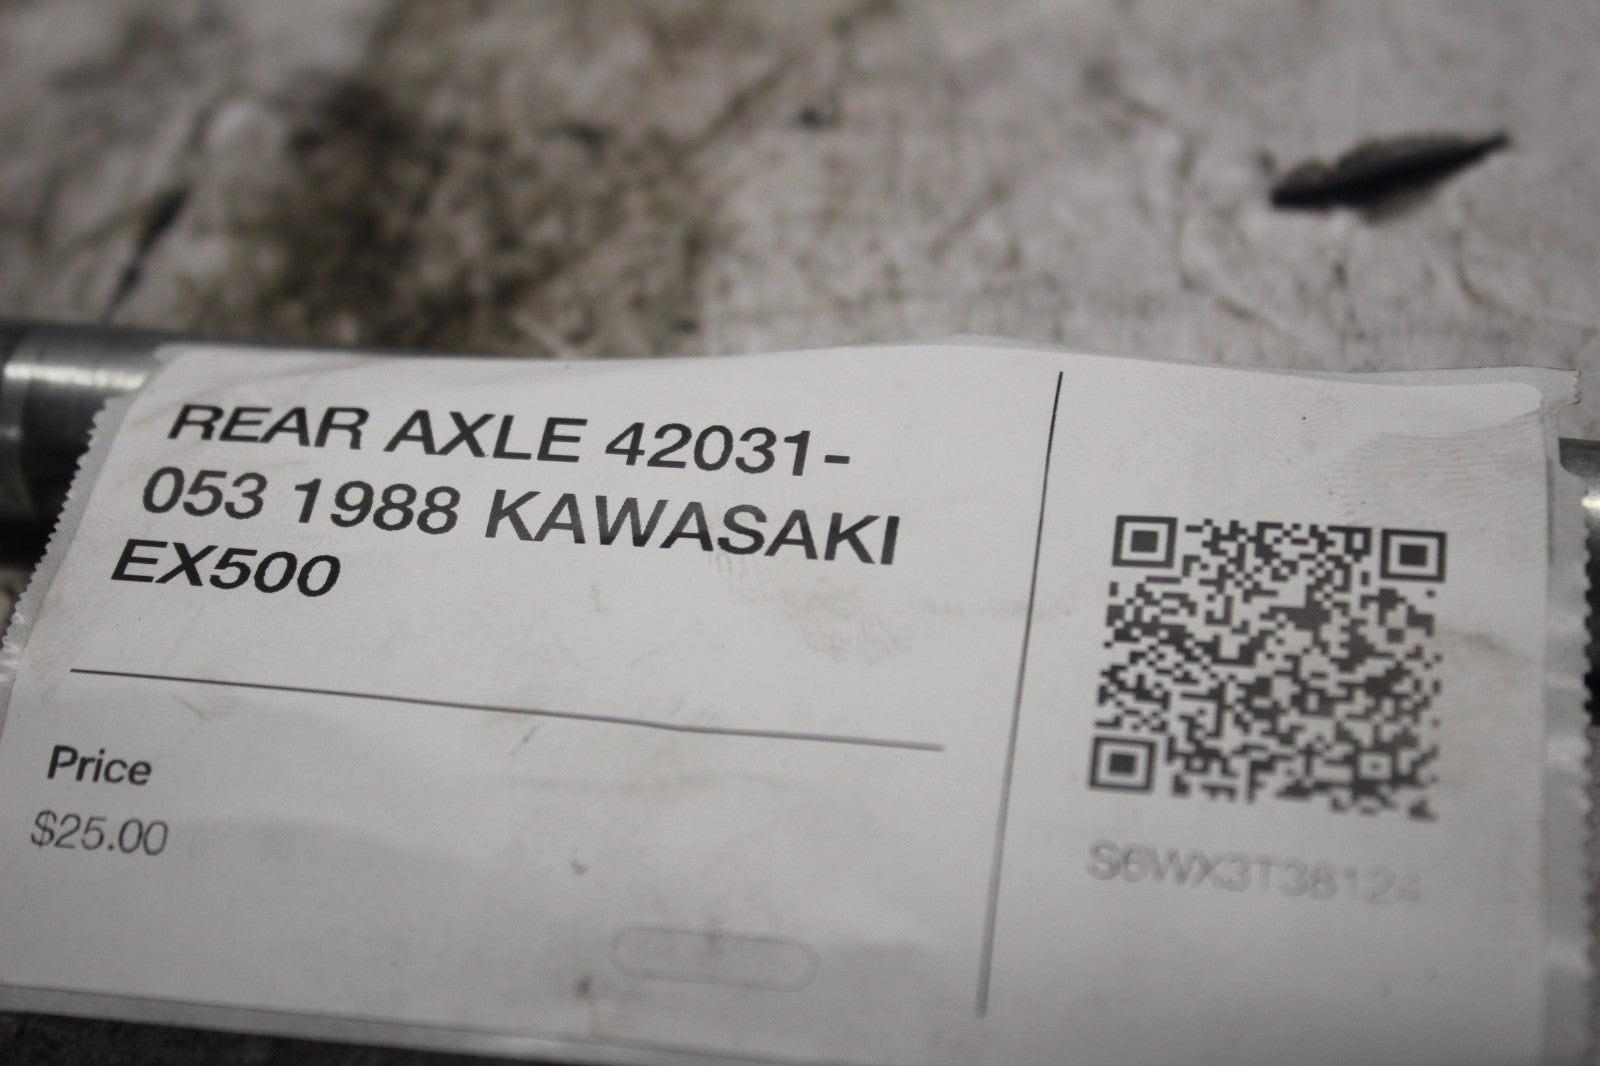 REAR AXLE 42031-
053 1988 KAWASAKI
EX500
Price
$25.00
S6WX3T38124